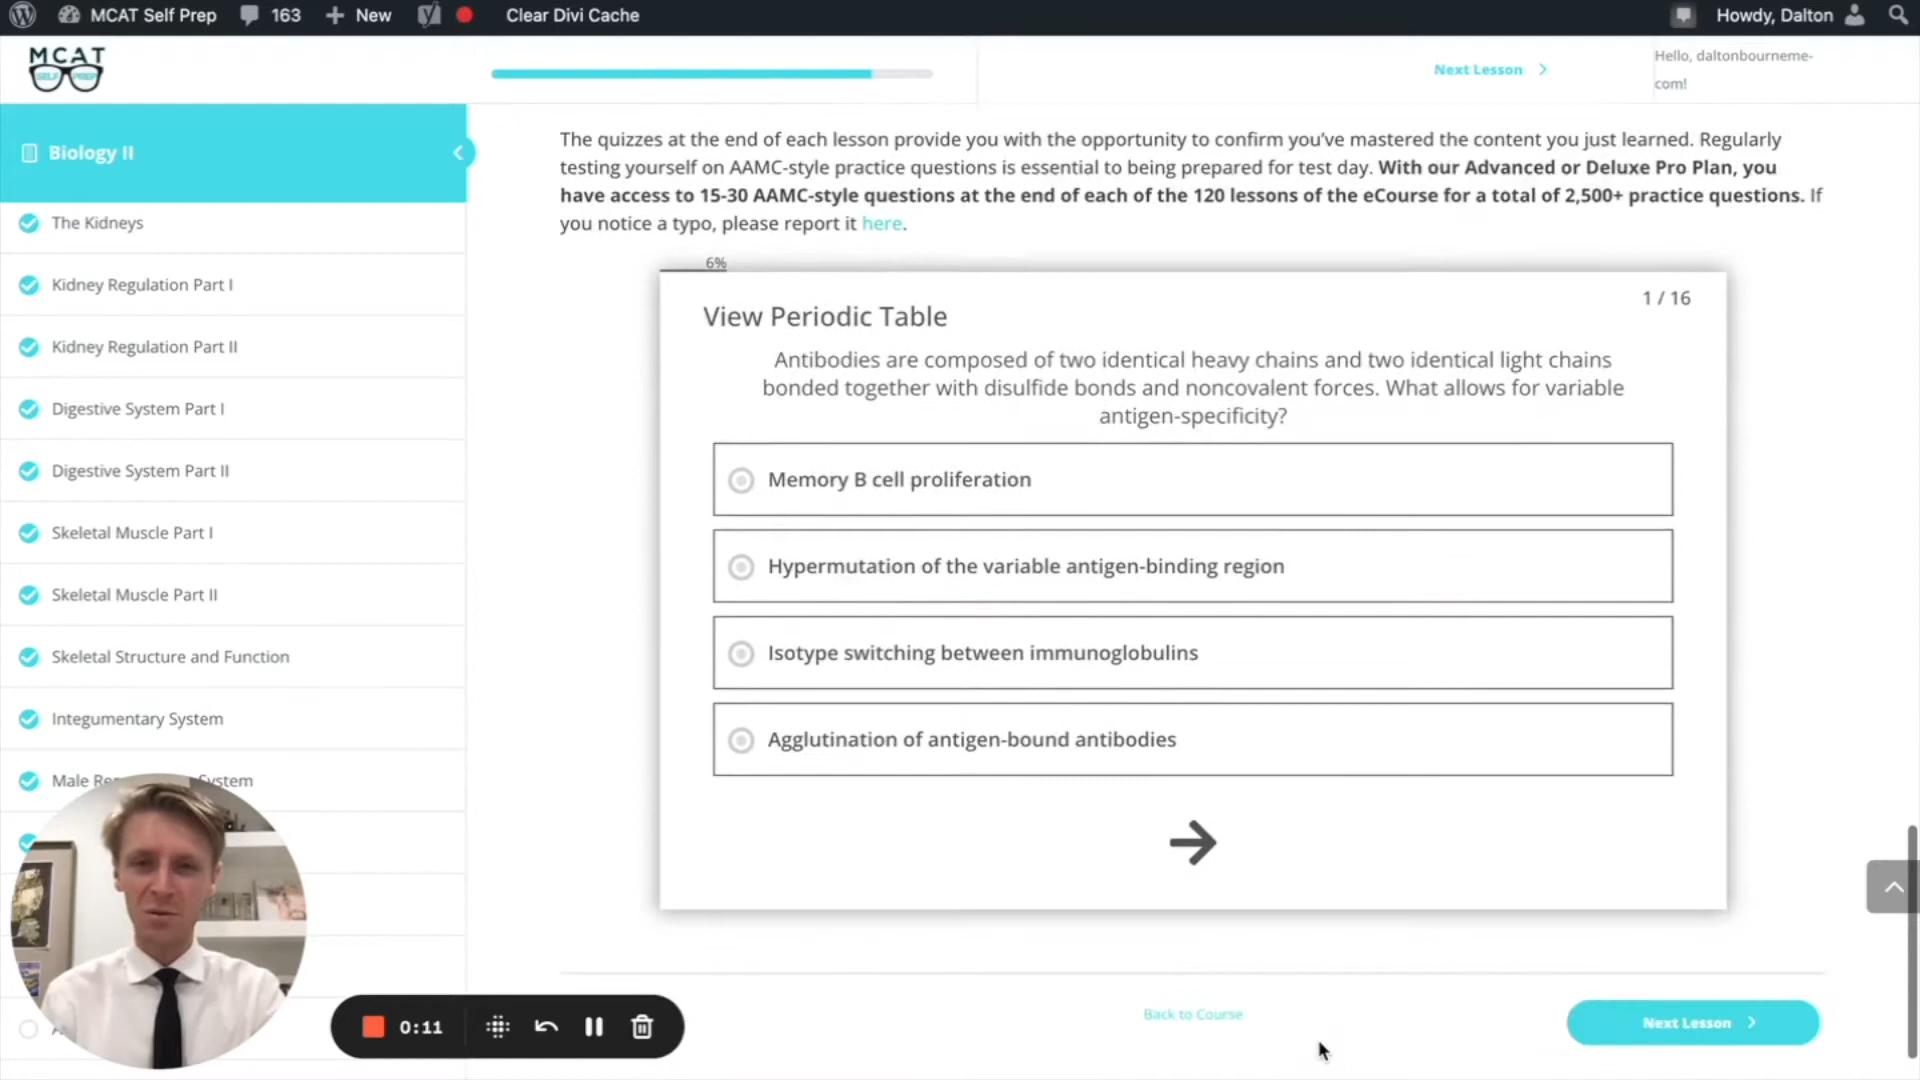 MCAT Self Prep 163 New Clear Divi Cache Howdy, Dalton
MCAT
SELF PREP
Next Lesson
Hello, daltonbourneme-
com!
Biology II
The Kidneys
Kidney Regulation Part I
Kidney Regulation Part II
Digestive System Part I
Digestive System Part II
Skeletal Muscle Part I
Skeletal Muscle Part II
Skeletal Structure and Function
Integumentary System
Male System
The quizzes at the end of each lesson provide you with the opportunity to confirm you’ve mastered the content you just learned. Regularly
testing yourself on AAMC-style practice questions is essential to being prepared for test day. With our Advanced or Deluxe Pro Plan, you
have access to 15-30 AAMC-style questions at the end of each of the 120 lessons of the eCourse for a total of 2,500+ practice questions. If
you notice a typo, please report it here.
6%
1 / 16
View Periodic Table
Antibodies are composed of two identical heavy chains and two identical light chains
bonded together with disulfide bonds and noncovalent forces. What allows for variable
antigen-specificity?
Memory B cell proliferation
Hypermutation of the variable antigen-binding region
Isotype switching between immunoglobulins
Agglutination of antigen-bound antibodies
0:11
Back to Course
Next Lesson